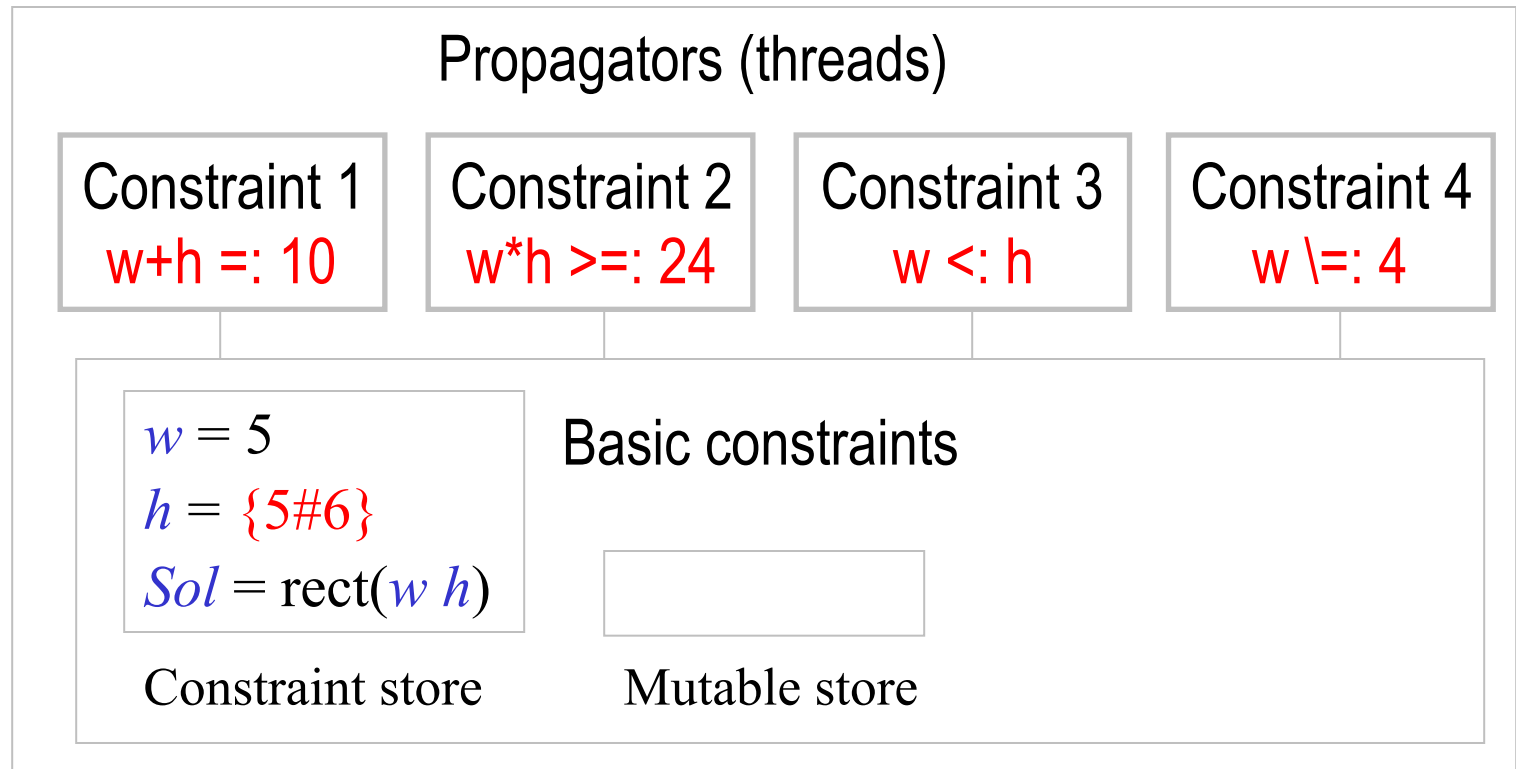 Propagators (threads)
Constraint 1
w+h =: 10
Constraint 2
w*h >=: 24
Constraint 3
w <: h
Constraint 4
w \=: 4
w = 5
h = {5#6}
Sol = rect(w h)
Basic constraints
Constraint store
Mutable store